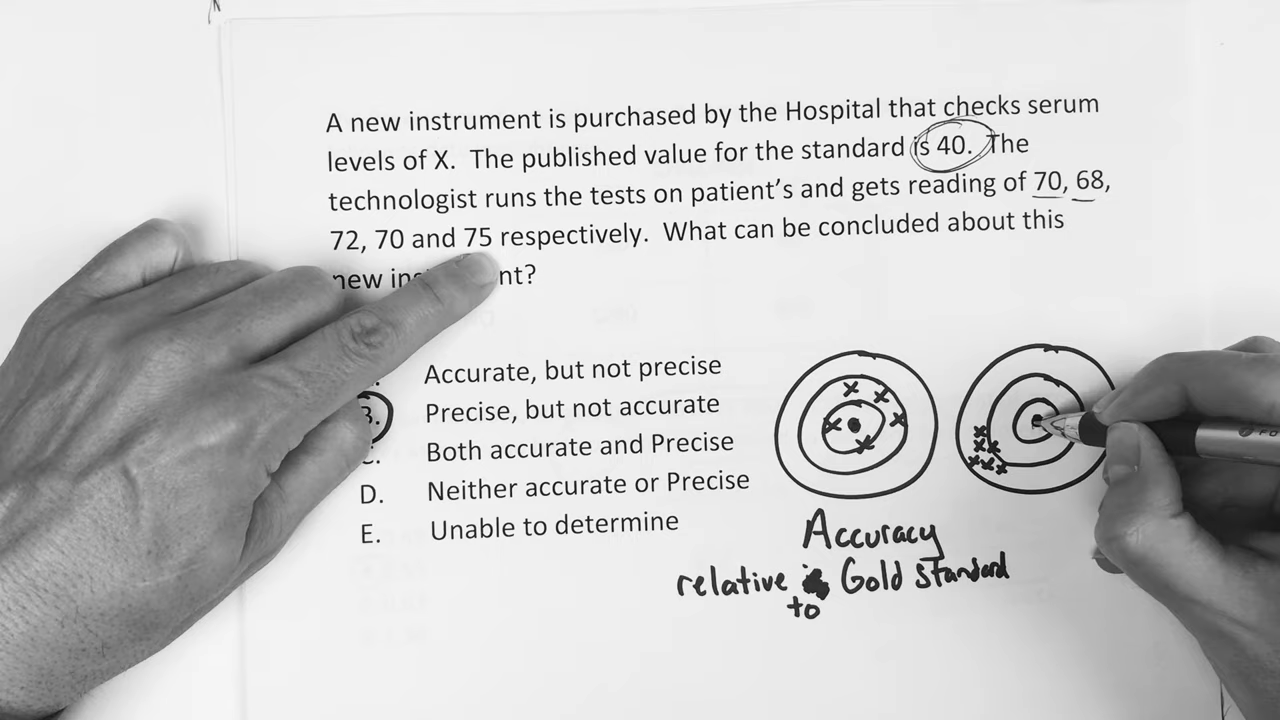 A new instrument is purchased by the Hospital that checks serum
levels of X. The published value for the standard is 40. The
technologist runs the tests on patient's and gets reading of 70, 68,
72, 70 and 75 respectively. What can be concluded about this
new
Accurate, but not precise
B. Precise, but not accurate
Both accurate and Precise
D. Neither accurate or Precise
E. Unable to determine
Accuracy
relative Gold standard
to